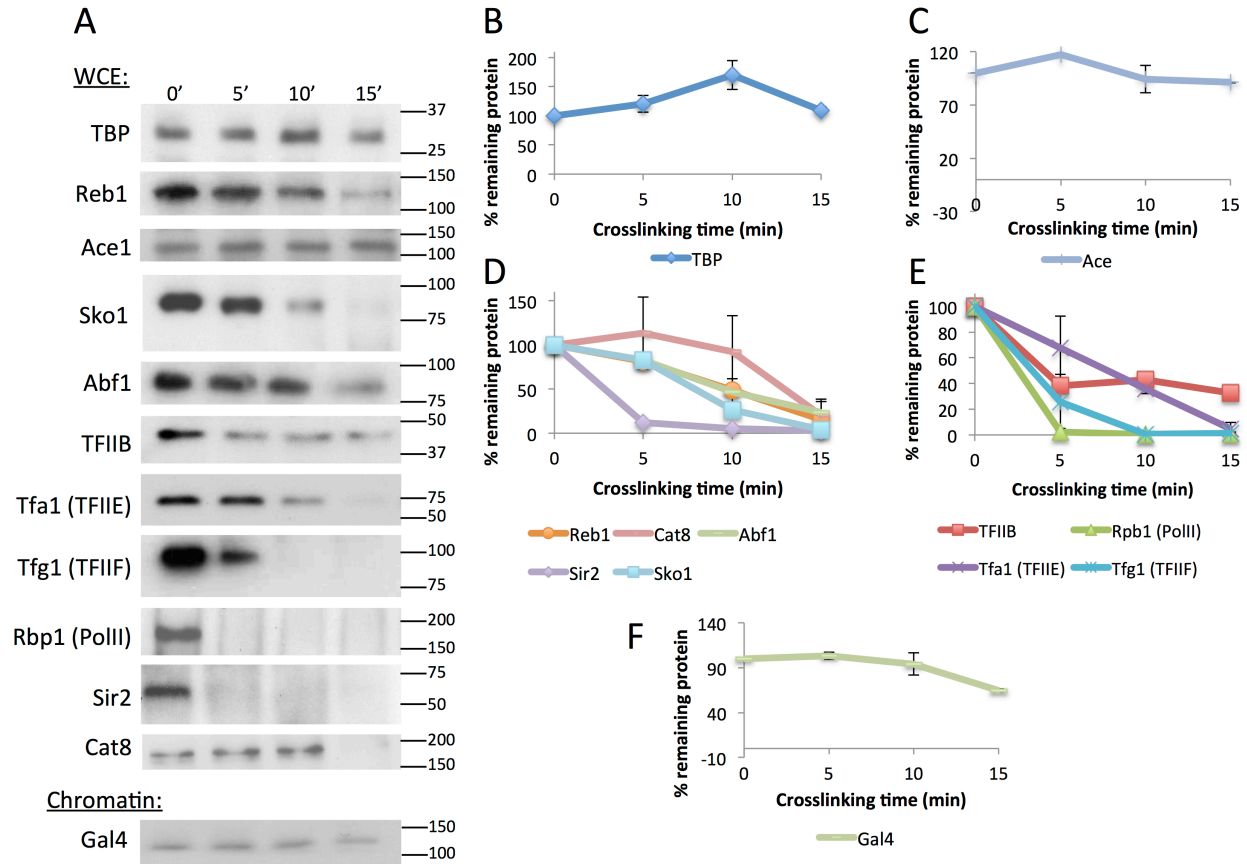 A
WCE:
0’ 5’ 10’ 15’
TBP
37
25
Reb1
150
100
Ace1
150
100
Sko1
100
75
Abf1
100
75
TFIIB
50
37
Tfa1 (TFIIE)
75
50
Tfg1 (TFIIF)
100
75
Rbp1 (PolII)
200
150
Sir2
75
50
Cat8
200
150
Chromatin:
Gal4
150
100
B
% remaining protein
200
150
100
50
0
0 5 10 15
Crosslinking time (min)
TBP
C
% remaining protein
120
70
20
-30
0 5 10 15
Crosslinking time (min)
Ace
D
% remaining protein
150
100
50
0
0 5 10 15
Crosslinking time (min)
Reb1 Cat8 Abf1
Sir2 Sko1
E
% remaining protein
100
80
60
40
20
0
0 5 10 15
Crosslinking time (min)
TFIIB Rpb1 (PolII)
Tfa1 (TFIIE) Tfg1 (TFIIF)
F
% remaining protein
140
90
40
-10
0 5 10 15
Crosslinking time (min)
Gal4